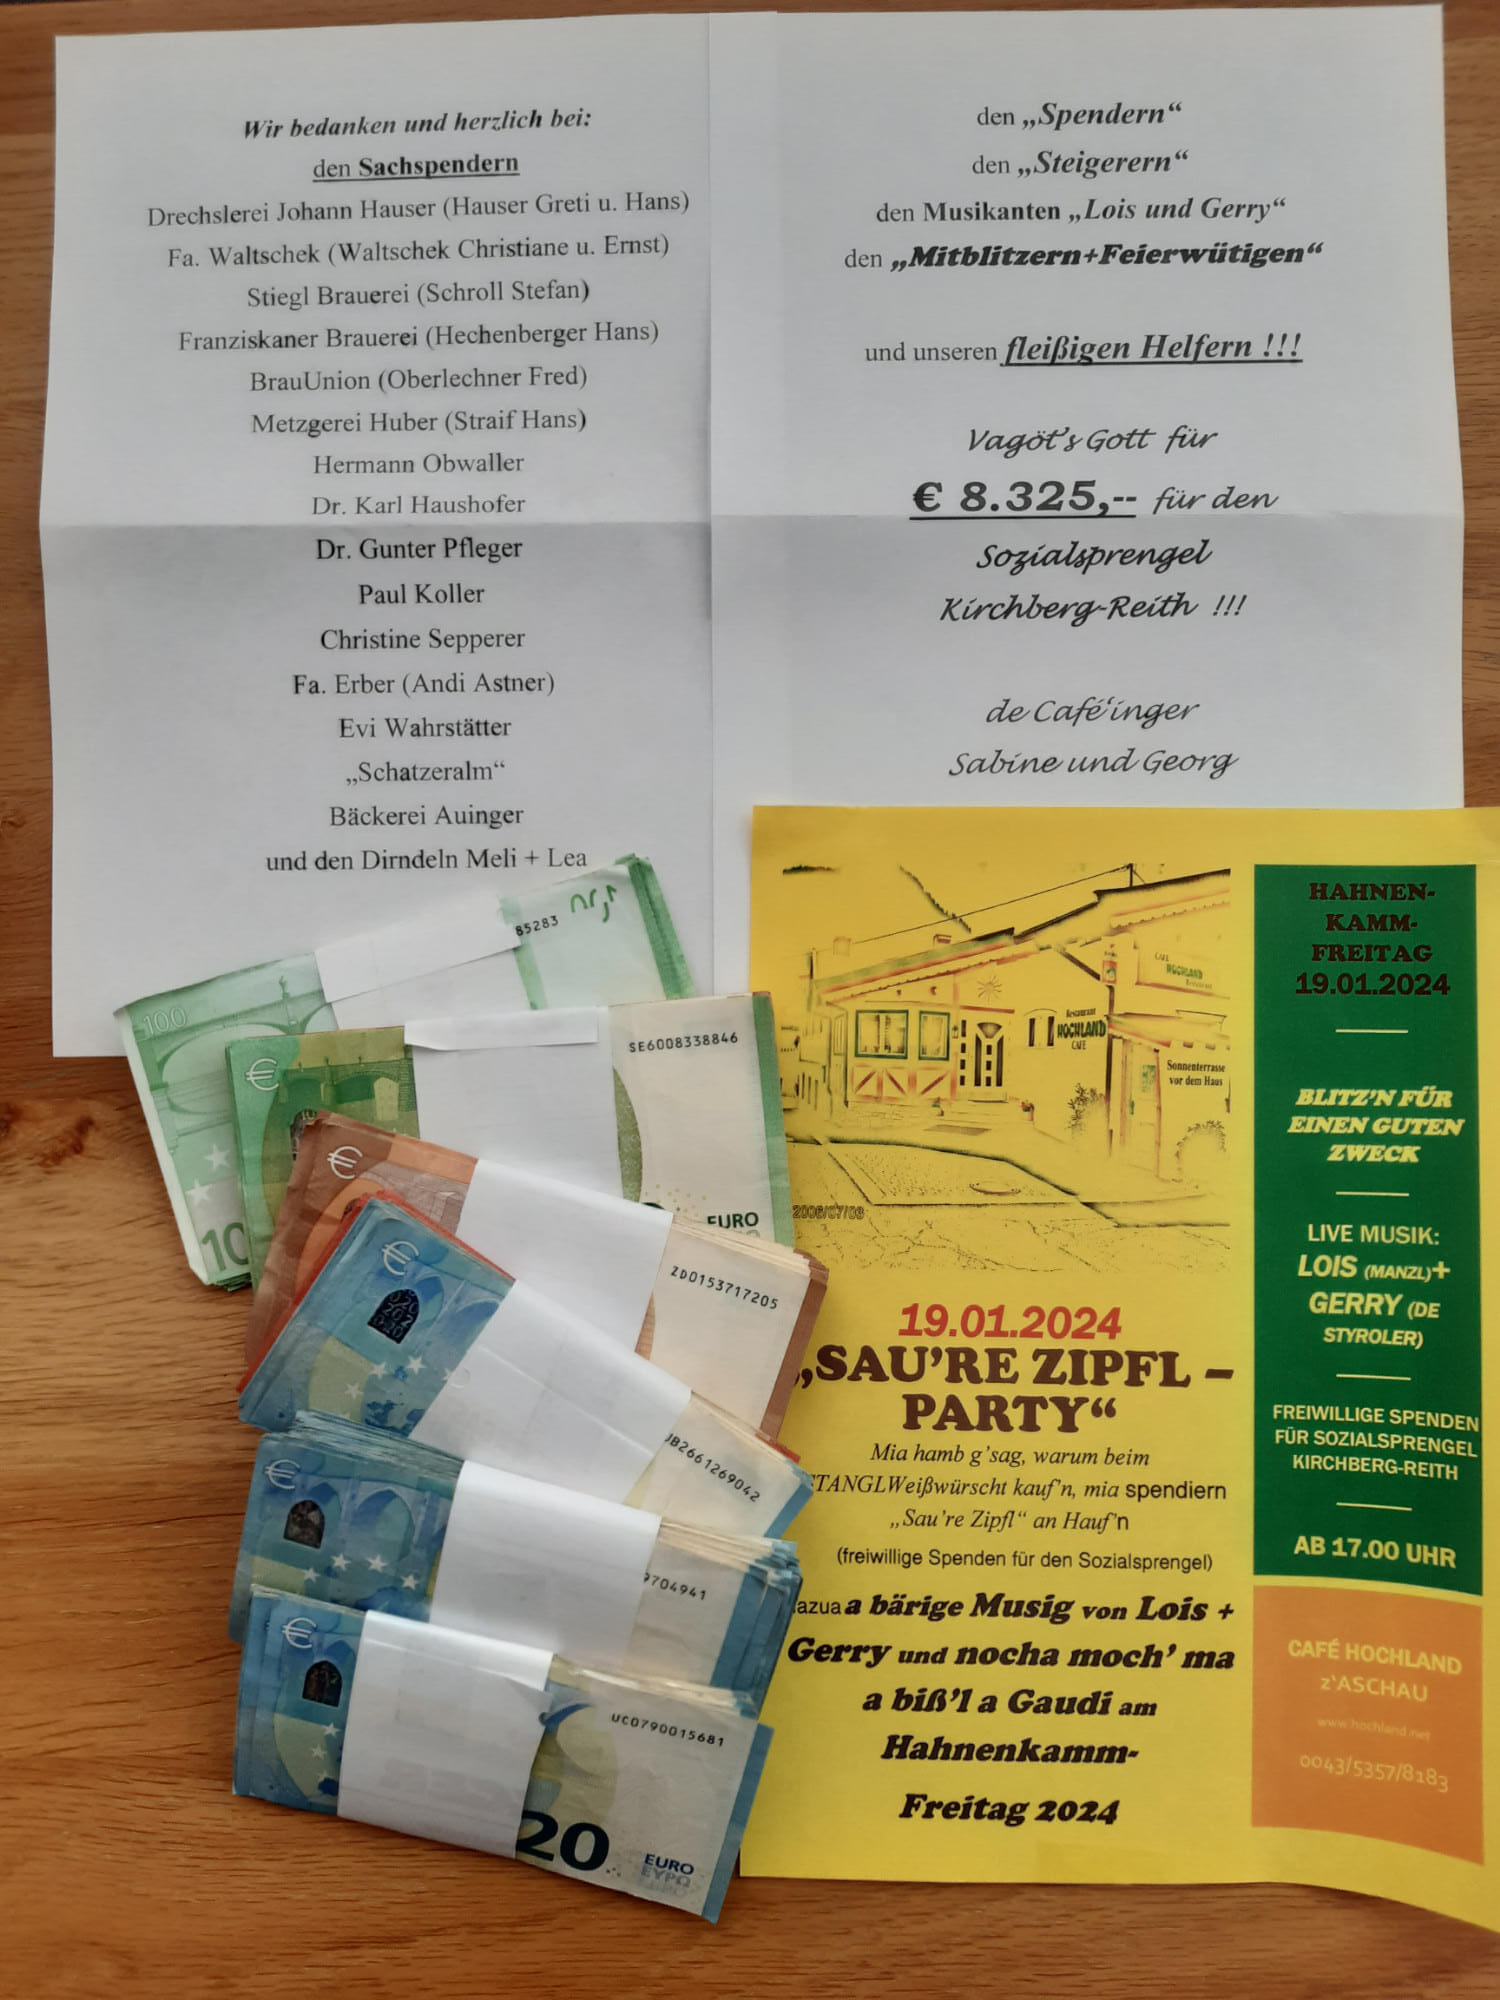 Wir bedanken und herzlich bei:
den Sachspendern
Drechslerei Johann Hauser (Hauser Greti u. Hans)
Fa. Waltschek (Waltschek Christiane u. Ernst)
Stiegl Brauerei (Schroll Stefan)
Franziskaner Brauerei (Hechenberger Hans)
BrauUnion (Oberlechner Fred)
Metzgerei Huber (Straif Hans)
Hermann Obwaller
Dr. Karl Haushofer
Dr. Gunter Pfleger
Paul Koller
Christine Sepperer
Fa. Erber (Andi Astner)
Evi Wahrstätter
„Schatzeralm“
Bäckerei Auinger
und den Dirndeln Meli + Lea
den „Spendern“
den „Steigerern“
den Musikanten „Lois und Gerry“
den „Mitblitzern+Feierwütigen“
und unseren fleißigen Helfern !!!
Vagöt's Gott für
€ 8.325,-- für den
Sozialsprengel
Kirchberg-Reith !!!
de Café‘inger
Sabine und Georg
85283
100
€
SE6008338846
10
EURO
€
ZD0153717205
€
UB2661269042
€
9704941
€
UC0790015681
20
EURO
ΕΥΡΩ
CAFE
HOCHLAND
Restaurant
Restaurant
HOCHLAND
CAFE
Sonnenterrasse
vor dem Haus
2006/07/03
19.01.2024
„SAU'RE ZIPFL –
PARTY“
Mia hamb g'sag, warum beim
TANGLWeißwürscht kauf'n, mia spendiern
„Sau're Zipfl“ an Hauf'n
(freiwillige Spenden für den Sozialsprengel)
azua a bärige Musig von Lois +
Gerry und nocha moch' ma
a biß'l a Gaudi am
Hahnenkamm-
Freitag 2024
HAHNEN-
KAMM-
FREITAG
19.01.2024
BLITZ'N FÜR
EINEN GUTEN
ZWECK
LIVE MUSIK:
LOIS (MANZL)+
GERRY (DE
STYROLER)
FREIWILLIGE SPENDEN
FÜR SOZIALSPRENGEL
KIRCHBERG-REITH
AB 17.00 UHR
CAFÉ HOCHLAND
z'ASCHAU
www.hochland.net
0043/5357/8183